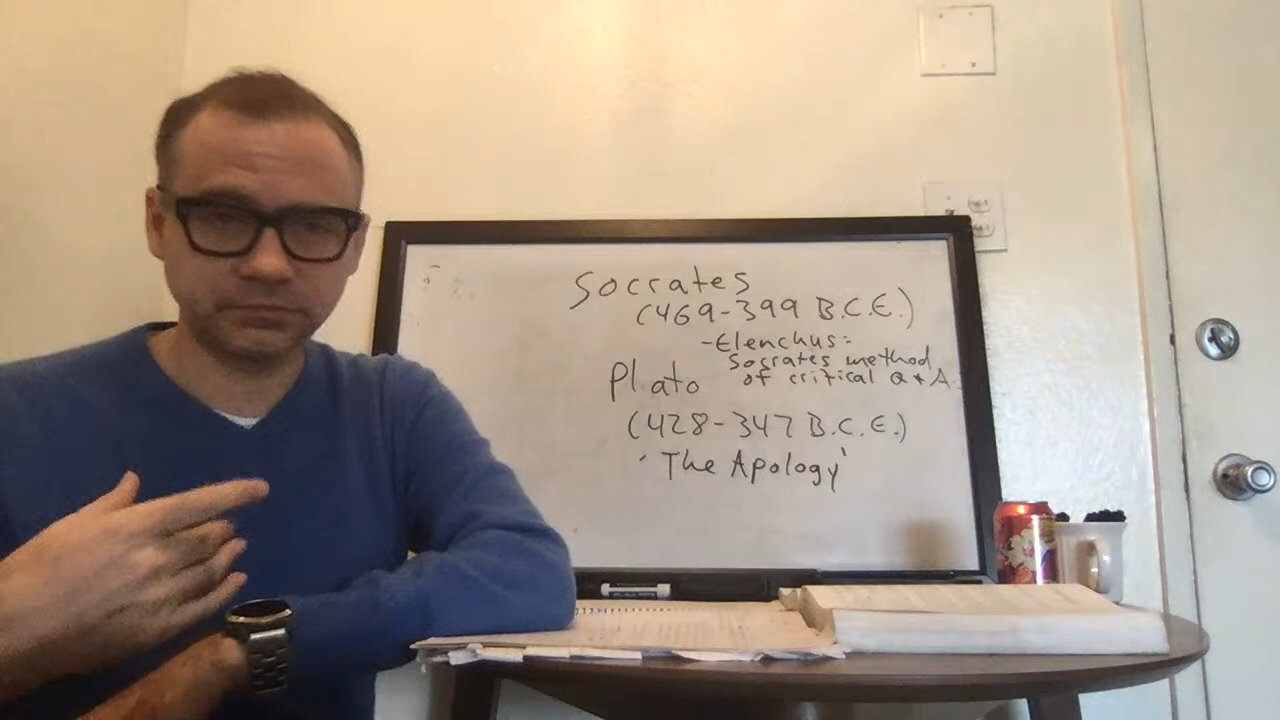 Socrates
(469-399 B.C.E.)
-Elenchus:
Socrates method
of critical Q + A
Plato
(428-347 B.C.E.)
'The Apology'